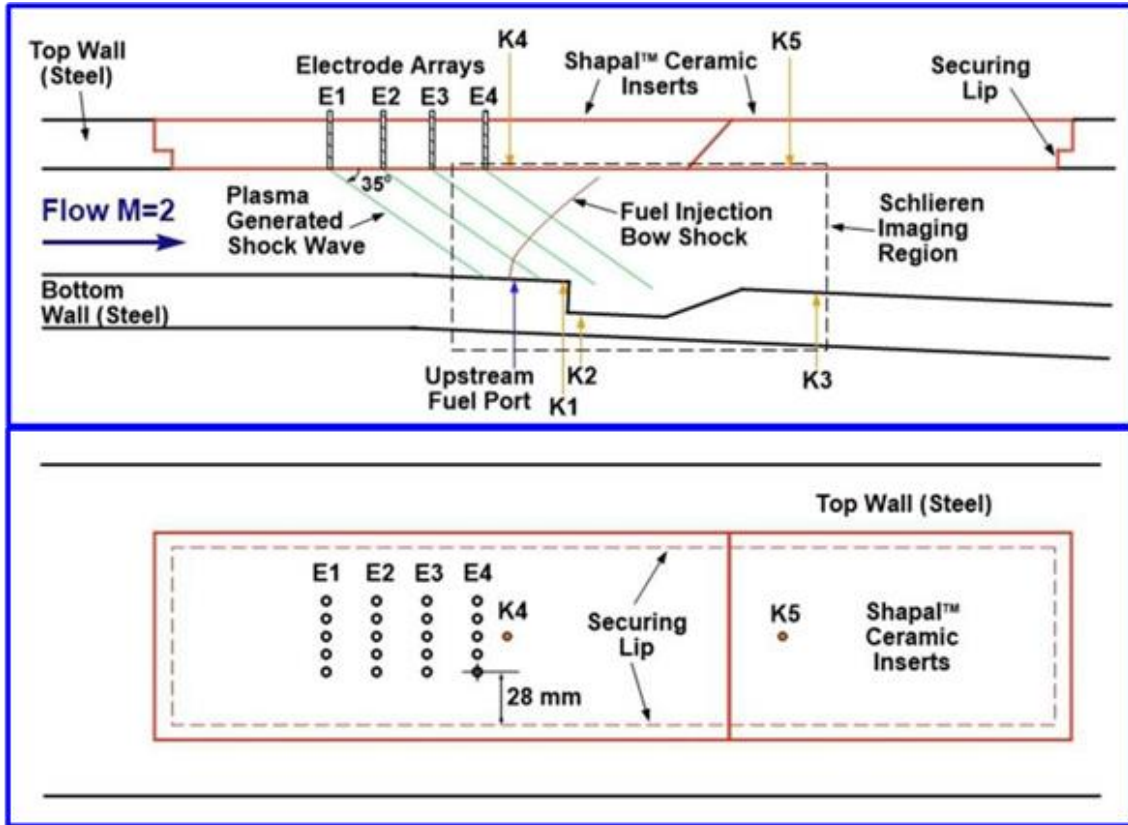 Top Wall
(Steel)
Electrode Arrays
E1 E2 E3 E4
K4
Shapal™ Ceramic
Inserts
K5
Securing
Lip
35°
Flow M=2
Plasma
Generated
Shock Wave
Fuel Injection
Bow Shock
Schlieren
Imaging
Region
Bottom
Wall (Steel)
Upstream
Fuel Port
K1
K2
K3
Top Wall (Steel)
E1 E2 E3 E4
K4
Securing
Lip
K5
Shapal™
Ceramic
Inserts
28 mm